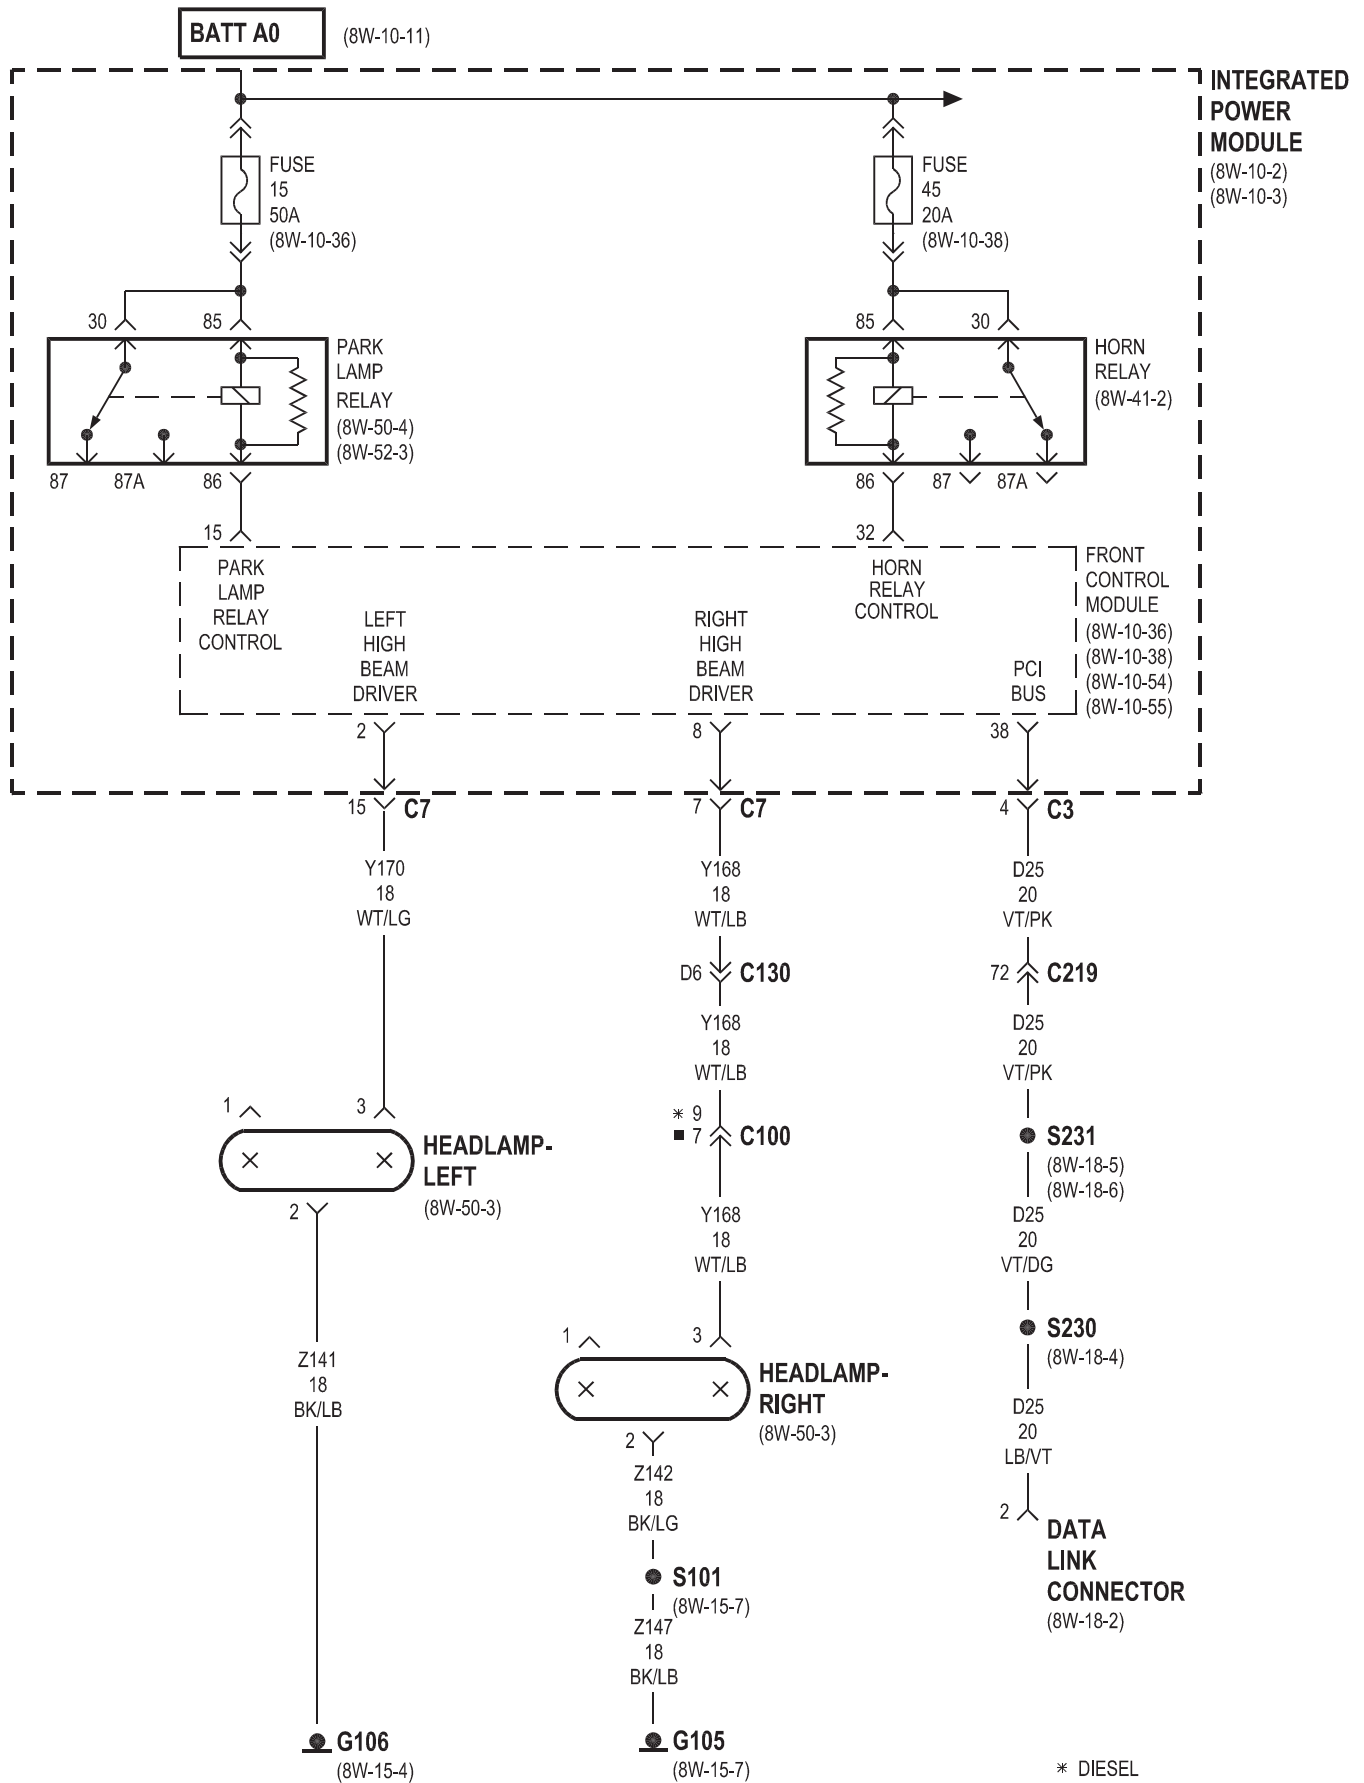 BATT A0 (8W-10-11)
INTEGRATED
POWER
MODULE
(8W-10-2)
(8W-10-3)
FUSE
15
50A
(8W-10-36)
FUSE
45
20A
(8W-10-38)
30 85
85 30
PARK
LAMP
RELAY
(8W-50-4)
(8W-52-3)
HORN
RELAY
(8W-41-2)
87 87A 86
86 87 87A
15
32
PARK
LAMP
RELAY
CONTROL
LEFT
HIGH
BEAM
DRIVER
RIGHT
HIGH
BEAM
DRIVER
HORN
RELAY
CONTROL
PCI
BUS
FRONT
CONTROL
MODULE
(8W-10-36)
(8W-10-38)
(8W-10-54)
(8W-10-55)
2
8
38
15 C7
7 C7
4 C3
Y170
18
WT/LG
Y168
18
WT/LB
D25
20
VT/PK
D6 C130
72 C219
Y168
18
WT/LB
D25
20
VT/PK
1 3
HEADLAMP-
LEFT
(8W-50-3)
2
* 9
■ 7 C100
S231
(8W-18-5)
(8W-18-6)
Y168
18
WT/LB
D25
20
VT/DG
Z141
18
BK/LB
1 3
HEADLAMP-
RIGHT
(8W-50-3)
2
S230
(8W-18-4)
D25
20
LB/VT
Z142
18
BK/LG
2
DATA
LINK
CONNECTOR
(8W-18-2)
S101
(8W-15-7)
Z147
18
BK/LB
G106
(8W-15-4)
G105
(8W-15-7)
* DIESEL